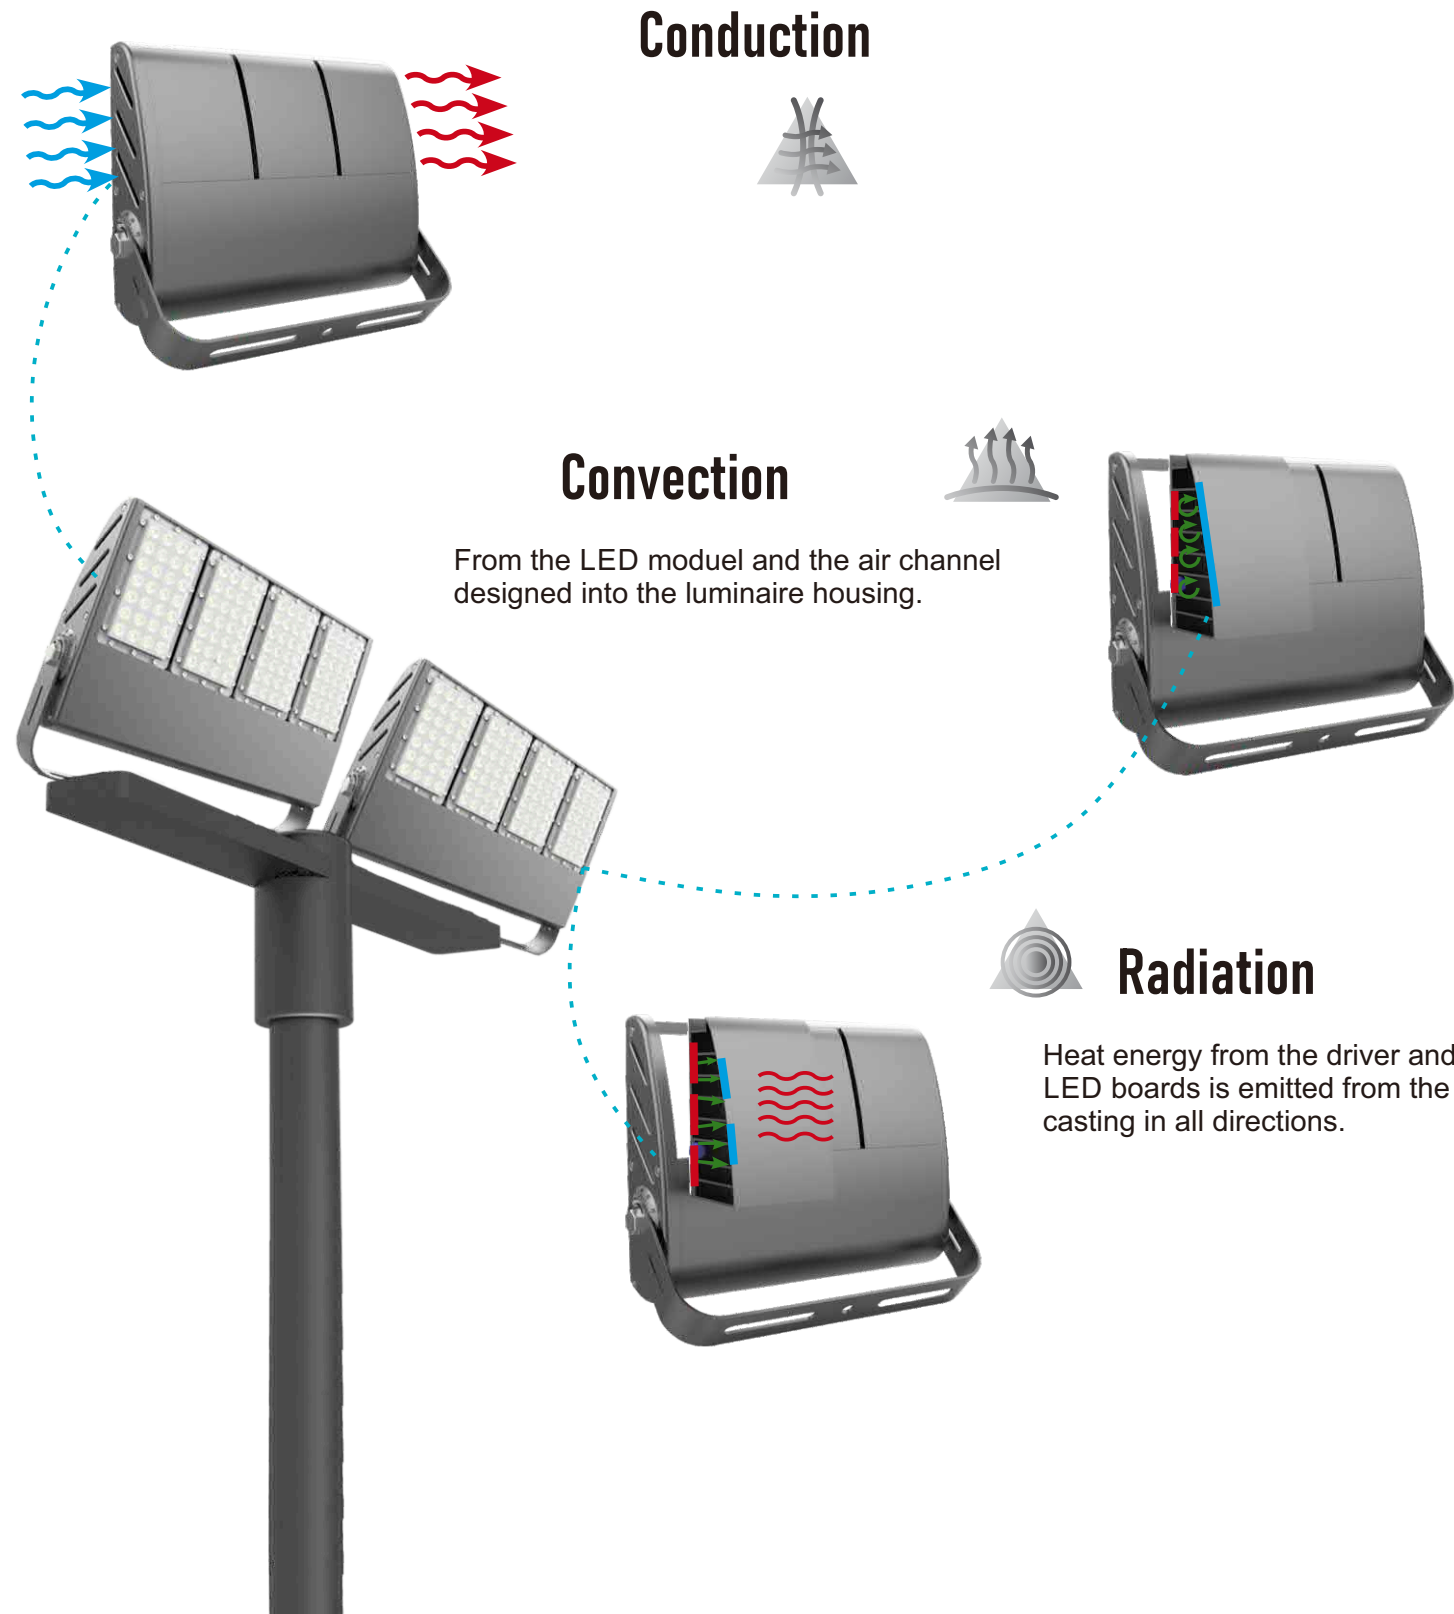 Conduction
Convection
From the LED moduel and the air channel
designed into the luminaire housing.
Radiation
Heat energy from the driver and
LED boards is emitted from the
casting in all directions.